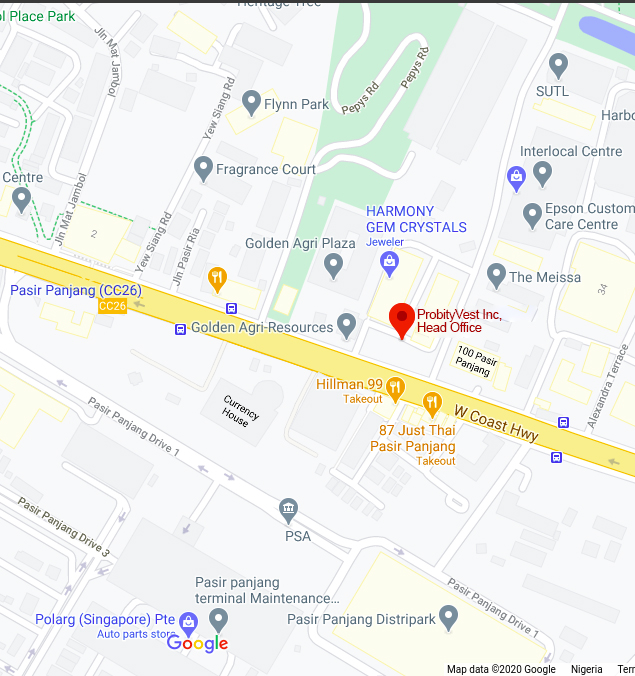 Heritage Tree
ol Place Park
Jln Mat Jambol
Pepys Rd
Pepys Rd
SUTL
Flynn Park
Yew Siang Rd
Harbo
Interlocal Centre
Fragrance Court
Centre
Epson Custom
Care Centre
HARMONY
GEM CRYSTALS
Jeweler
Jln Mat Jambol
2
Yew Siang Rd
Jln Pasir Ria
Golden Agri Plaza
The Meissa
34
Pasir Panjang (CC26)
CC26
Golden Agri-Resources
ProbityVest Inc,
Head Office
100 Pasir
Panjang
Alexandra Terrace
Hillman 99
Takeout
Currency
House
W Coast Hwy
87 Just Thai
Pasir Panjang
Takeout
Pasir Panjang Drive 1
PSA
Pasir Panjang Drive 3
Pasir panjang
terminal Maintenance...
Pasir Panjang Drive 1
Polarg (Singapore) Pte
Auto parts store
Pasir Panjang Distripark
Google
Map data ©2020 Google
Nigeria
Tern